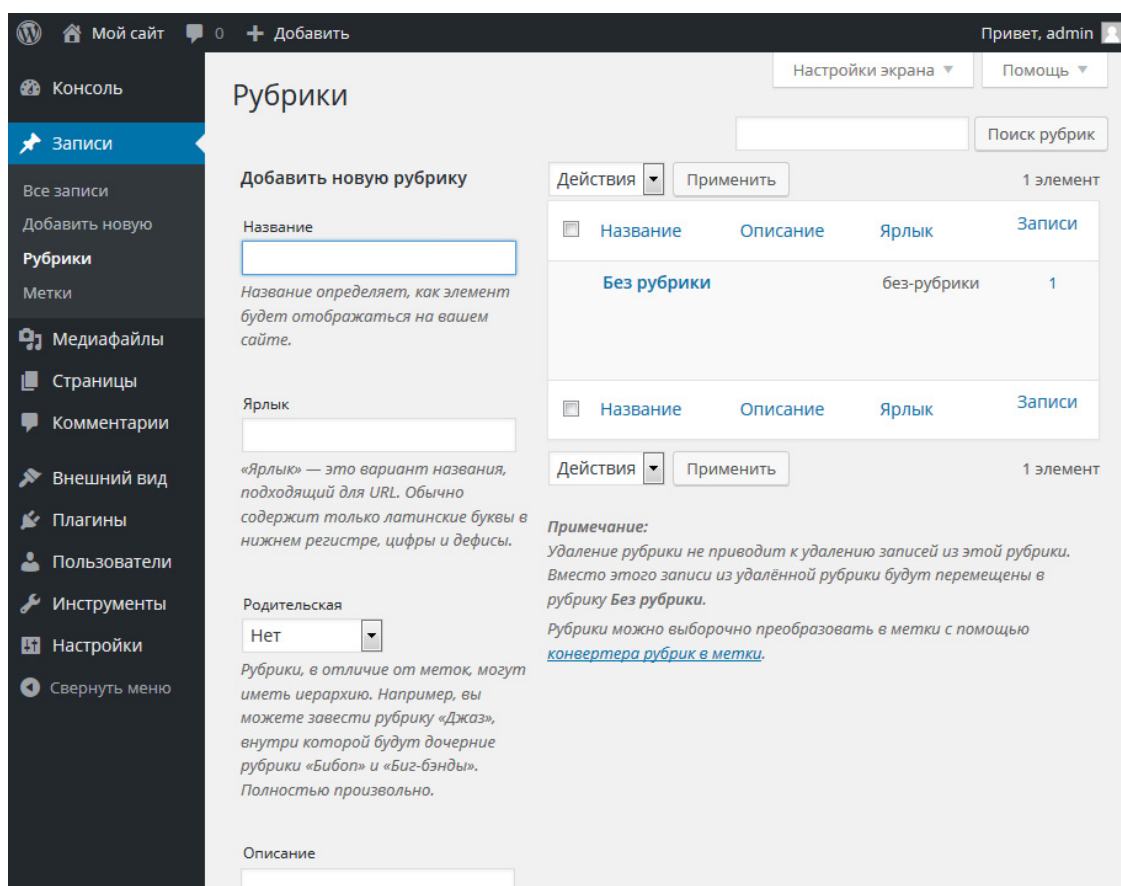 Мой сайт 0 Добавить Привет, admin
Консоль
Записи
Все записи
Добавить новую
Рубрики
Метки
Медиафайлы
Страницы
Комментарии
Внешний вид
Плагины
Пользователи
Инструменты
Настройки
Свернуть меню
Настройки экрана Помощь
Рубрики
Поиск рубрик
Добавить новую рубрику
Название
Название определяет, как элемент
будет отображаться на вашем
сайте.
Ярлык
«Ярлык» — это вариант названия,
подходящий для URL. Обычно
содержит только латинские буквы в
нижнем регистре, цифры и дефисы.
Родительская
Нет
Рубрики, в отличие от меток, могут
иметь иерархию. Например, вы
можете завести рубрику «Джаз»,
внутри которой будут дочерние
рубрики «Бибоп» и «Биг-бэнды».
Полностью произвольно.
Описание
Действия Применить 1 элемент
Название Описание Ярлык Записи
Без рубрики без-рубрики 1
Название Описание Ярлык Записи
Действия Применить 1 элемент
Примечание:
Удаление рубрики не приводит к удалению записей из этой рубрики.
Вместо этого записи из удалённой рубрики будут перемещены в
рубрику Без рубрики.
Рубрики можно выборочно преобразовать в метки с помощью
конвертера рубрик в метки.